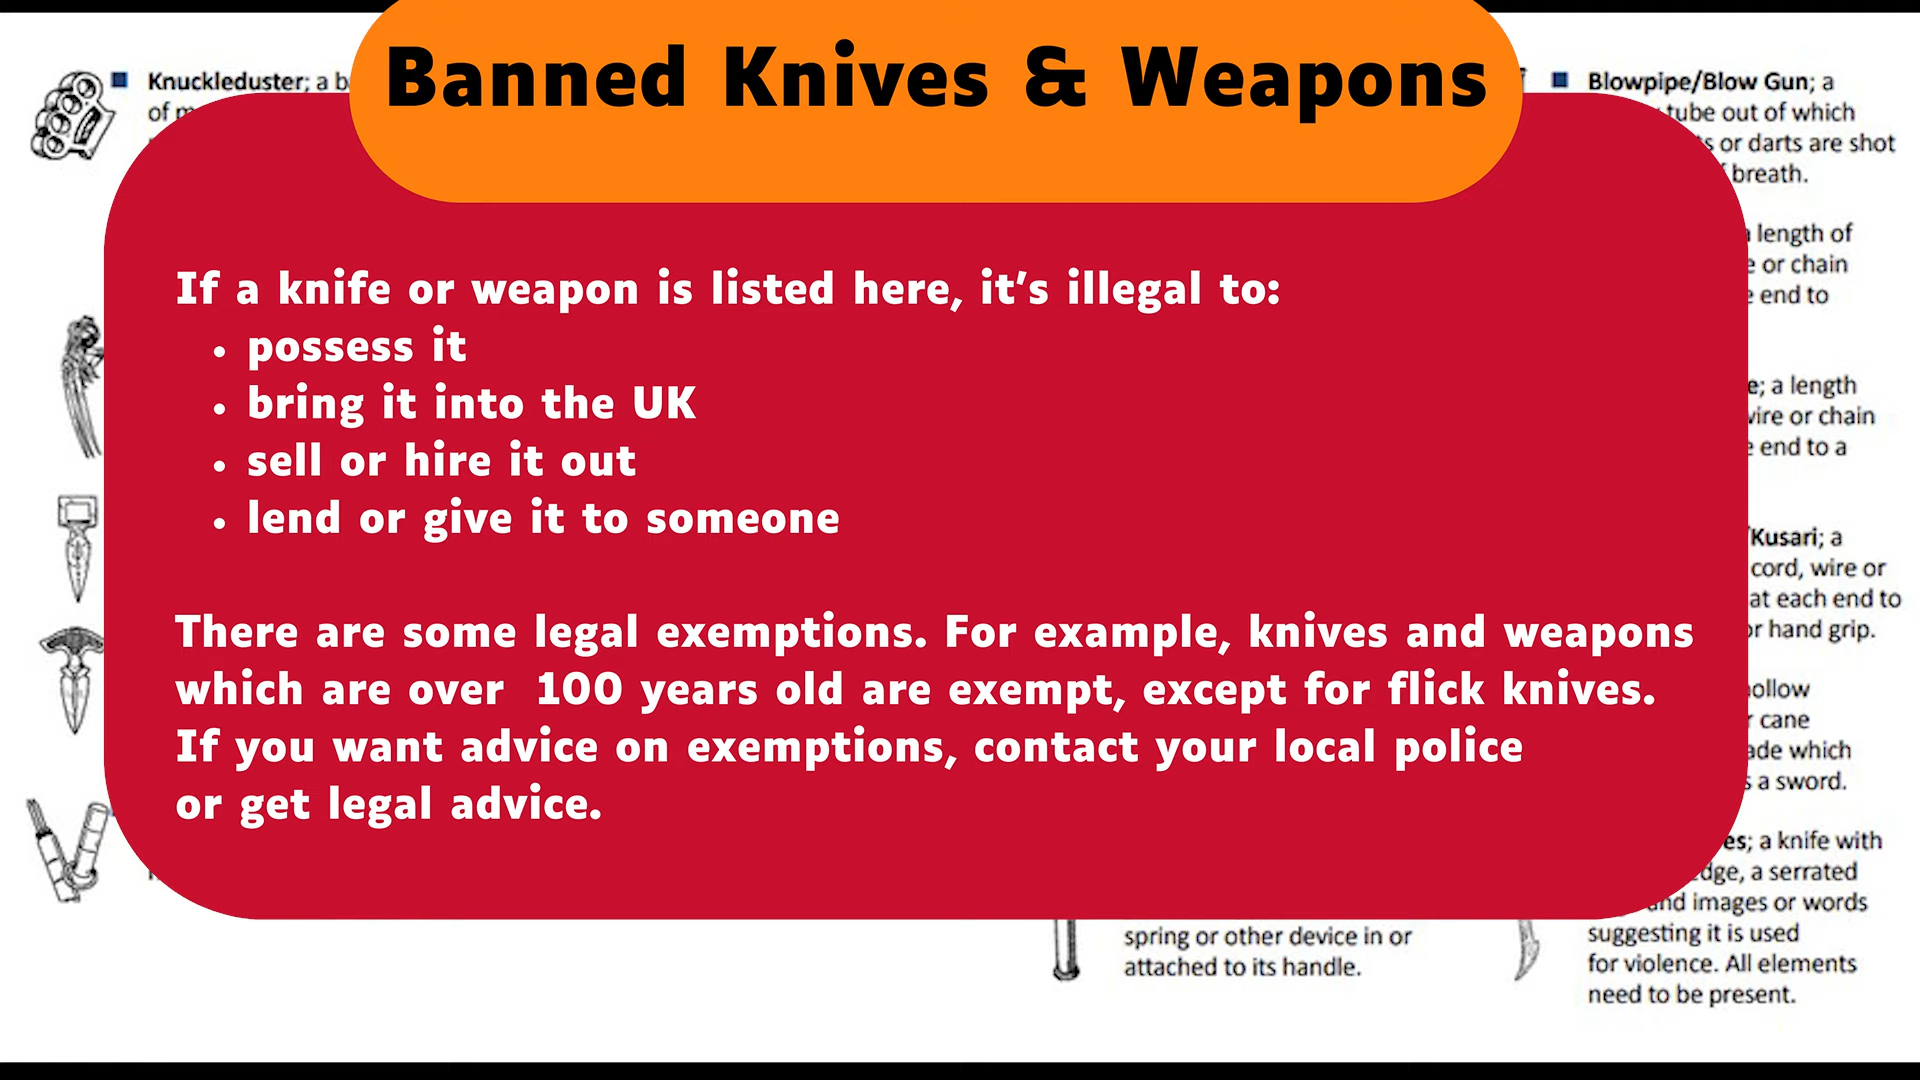 Banned Knives & Weapons
If a knife or weapon is listed here, it's illegal to:
• possess it
• bring it into the UK
• sell or hire it out
• lend or give it to someone
There are some legal exemptions. For example, knives and weapons
which are over 100 years old are exempt, except for flick knives.
If you want advice on exemptions, contact your local police
or get legal advice.
Knuckleduster; a
of
spring or other device in or
attached to its handle.
Blowpipe/Blow Gun; a
tube out of which
or darts are shot
breath.
length of
or chain
end to
a length
wire or chain
end to a
Kusari; a
cord, wire or
at each end to
or hand grip.
hollow
cane
which
a sword.
a knife with
a serrated
and images or words
suggesting it is used
for violence. All elements
need to be present.